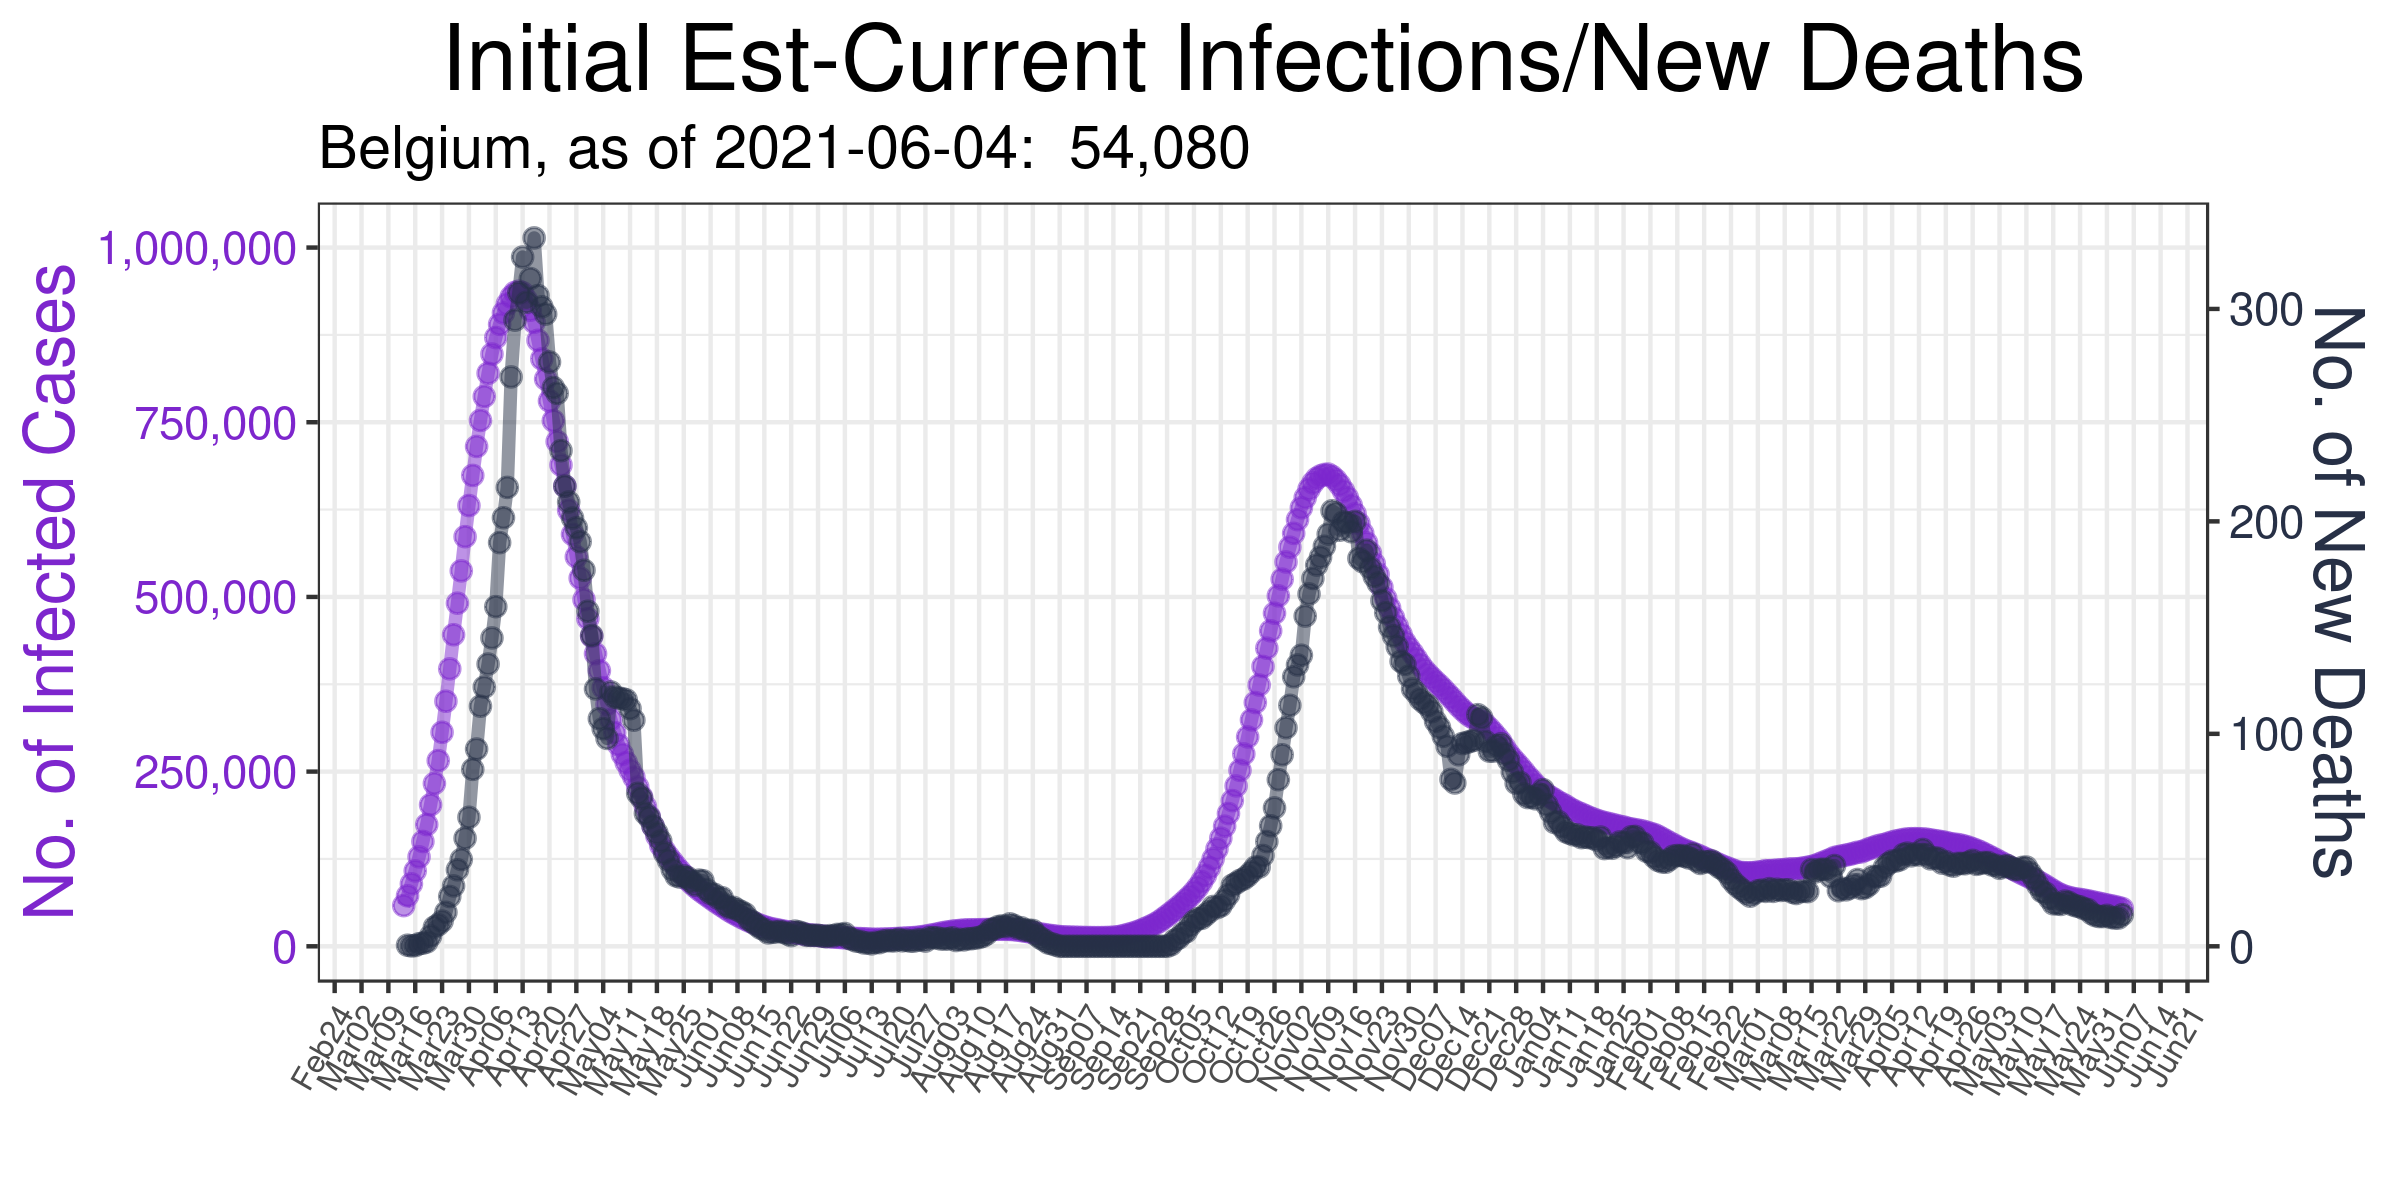 Initial Est-Current Infections/New Deaths
Belgium, as of 2021-06-04: 54,080
No. of Infected Cases
1,000,000
750,000
500,000
250,000
0
No. of New Deaths
300
200
100
0
Feb24
Mar02
Mar09
Mar16
Mar23
Mar30
Apr06
Apr13
Apr20
Apr27
May04
May11
May18
May25
Jun01
Jun08
Jun15
Jun22
Jun29
Jul06
Jul13
Jul20
Jul27
Aug03
Aug10
Aug17
Aug24
Aug31
Sep07
Sep14
Sep21
Sep28
Oct05
Oct12
Oct19
Oct26
Nov02
Nov09
Nov16
Nov23
Nov30
Dec07
Dec14
Dec21
Dec28
Jan04
Jan11
Jan18
Jan25
Feb01
Feb08
Feb15
Feb22
Mar01
Mar08
Mar15
Mar22
Mar29
Apr05
Apr12
Apr19
Apr26
May03
May10
May17
May24
May31
Jun07
Jun14
Jun21